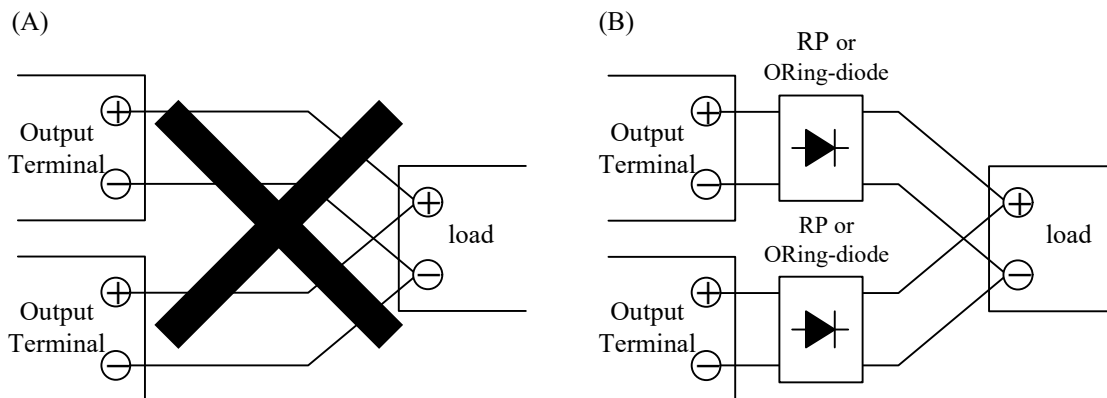 (A)
Output
Terminal
+
−
Output
Terminal
+
−
+
load
−
(B)
RP or
ORing-diode
Output
Terminal
+
−
RP or
ORing-diode
Output
Terminal
+
−
+
load
−